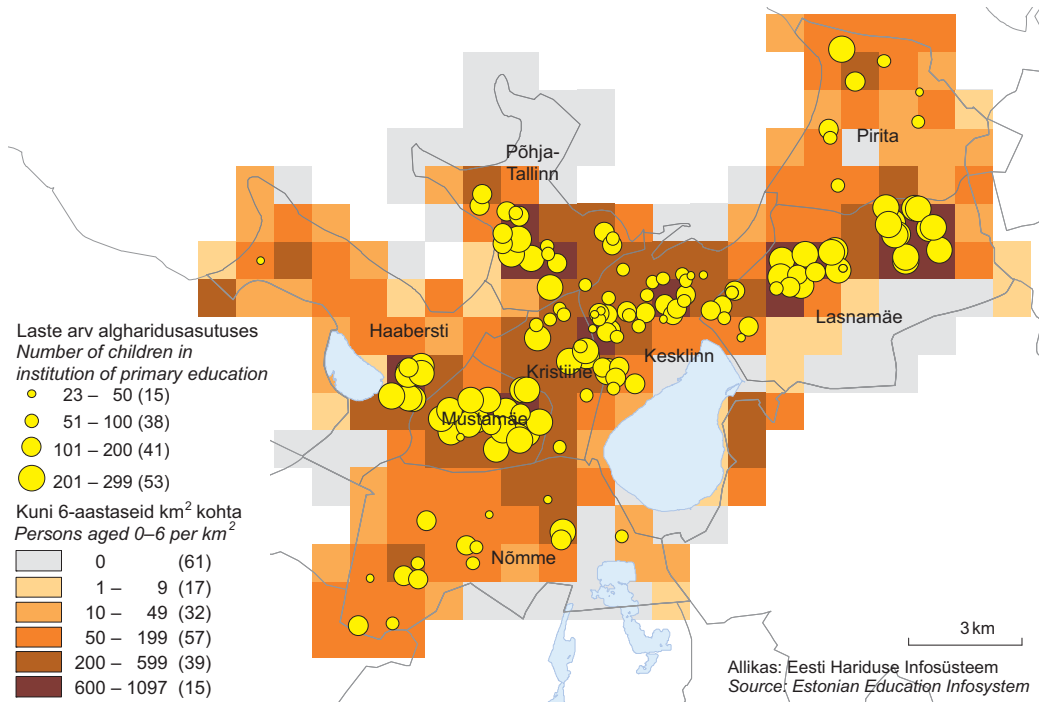 Pirita
Põhja-
Tallinn
Lasnamäe
Haabersti
Kesklinn
Kristiine
Mustamäe
Nõmme
Laste arv algharidusasutuses
Number of children in
institution of primary education
23 – 50 (15)
51 – 100 (38)
101 – 200 (41)
201 – 299 (53)
Kuni 6-aastaseid km² kohta
Persons aged 0–6 per km²
0 (61)
1 – 9 (17)
10 – 49 (32)
50 – 199 (57)
200 – 599 (39)
600 – 1097 (15)
3 km
Allikas: Eesti Hariduse Infosüsteem
Source: Estonian Education Infosystem